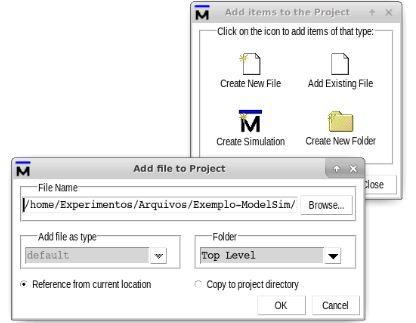 Add items to the Project
Click on the icon to add items of that type:
Create New File
Add Existing File
Create Simulation
Create New Folder
Close
Add file to Project
File Name
/home/Experimentos/Arquivos/Exemplo-ModelSim/
Browse...
Add file as type
default
Folder
Top Level
Reference from current location
Copy to project directory
OK
Cancel